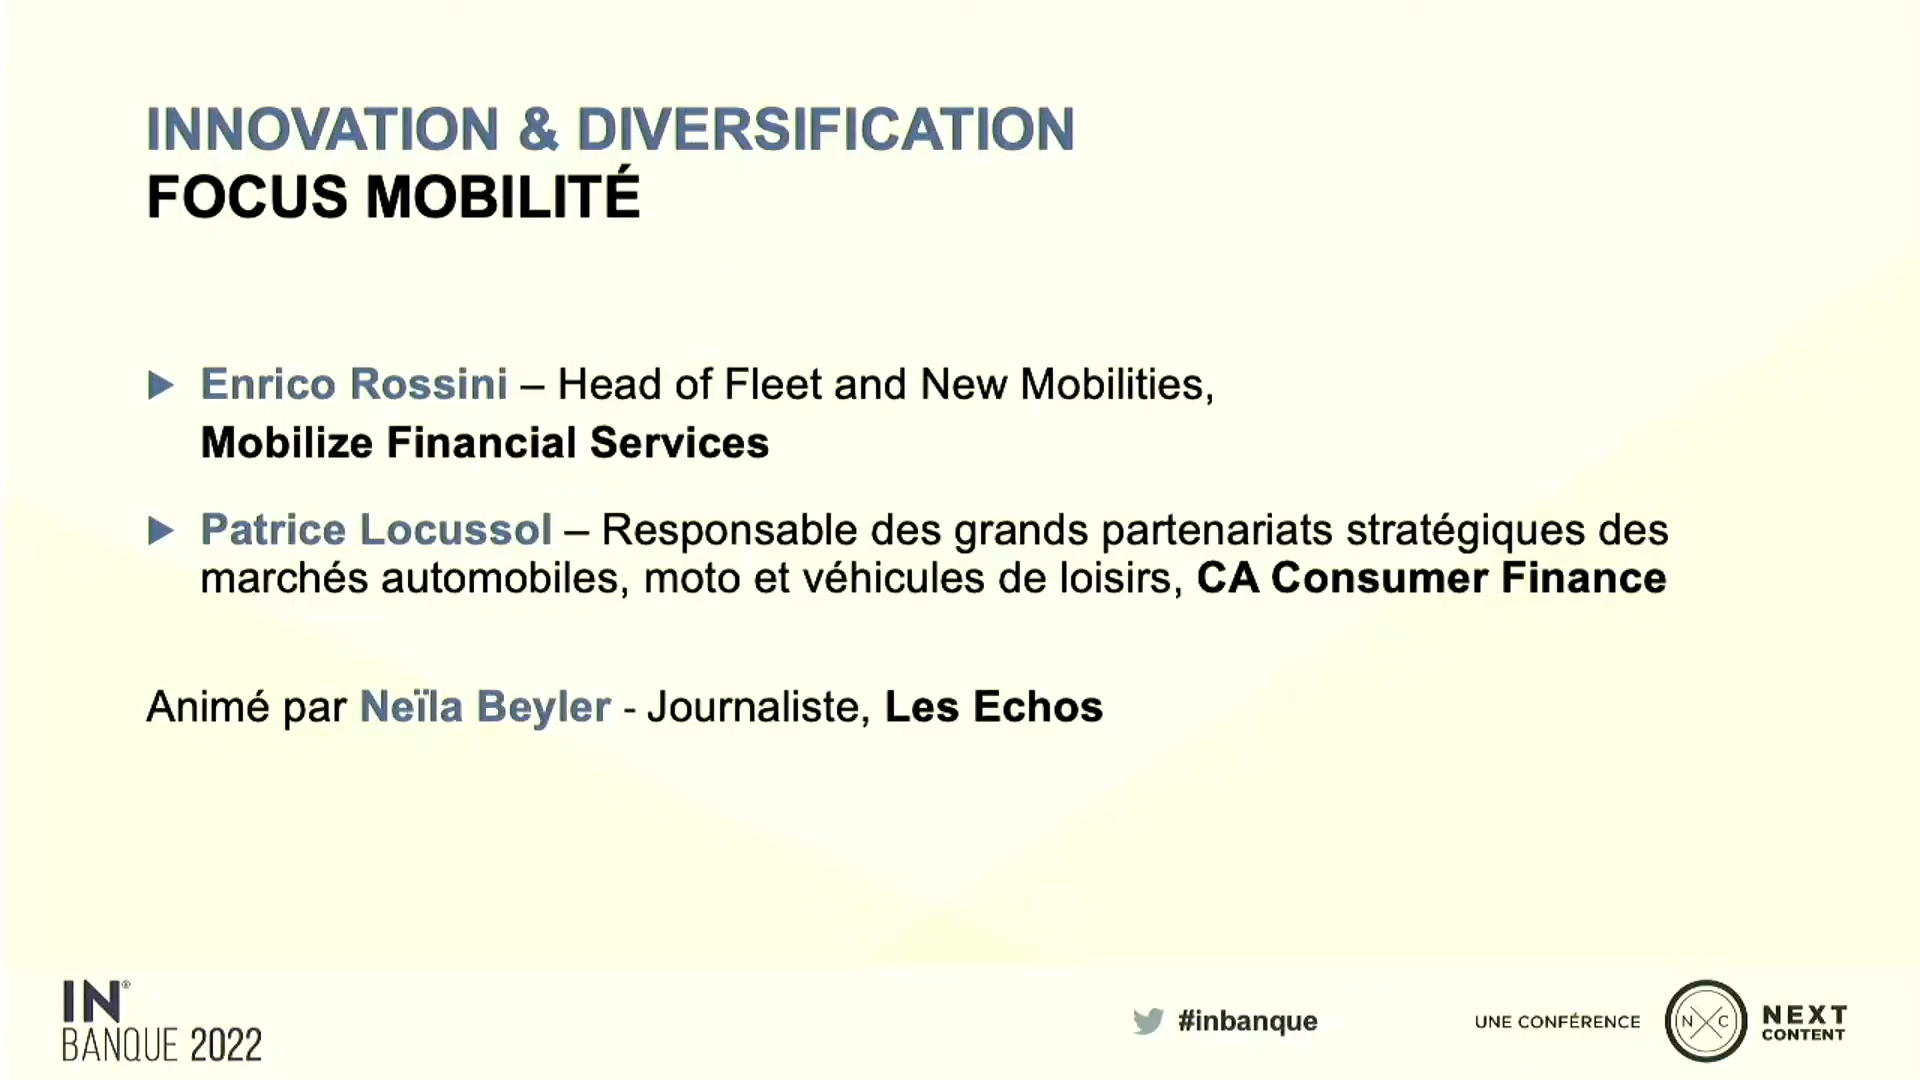 INNOVATION & DIVERSIFICATION
FOCUS MOBILITÉ
Enrico Rossini – Head of Fleet and New Mobilities,
Mobilize Financial Services
Patrice Locussol – Responsable des grands partenariats stratégiques des
marchés automobiles, moto et véhicules de loisirs, CA Consumer Finance
Animé par Neïla Beyler - Journaliste, Les Echos
IN®
BANQUE 2022
#inbanque
UNE CONFÉRENCE
N C
NEXT
CONTENT